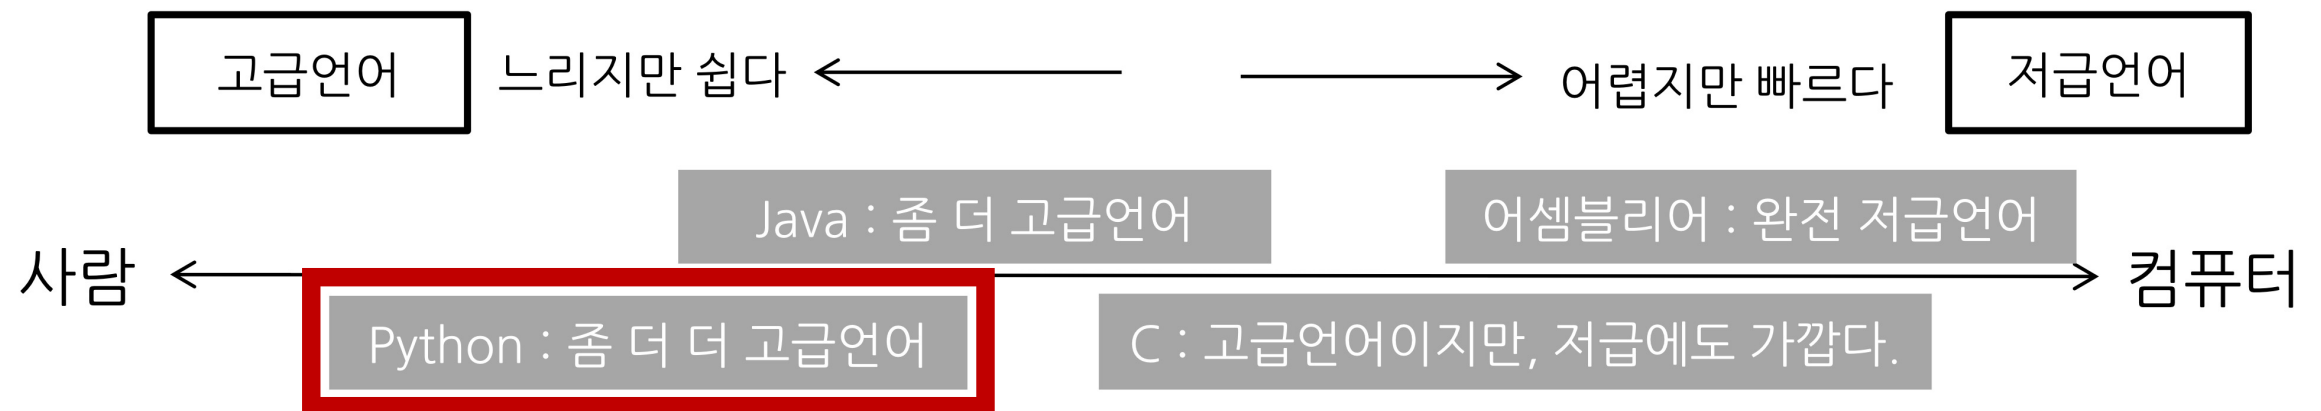 고급언어 느리지만 쉽다 어렵지만 빠르다 저급언어
Java : 좀 더 고급언어 어셈블리어 : 완전 저급언어
사람 컴퓨터
Python : 좀 더 더 고급언어 C : 고급언어이지만, 저급에도 가깝다.